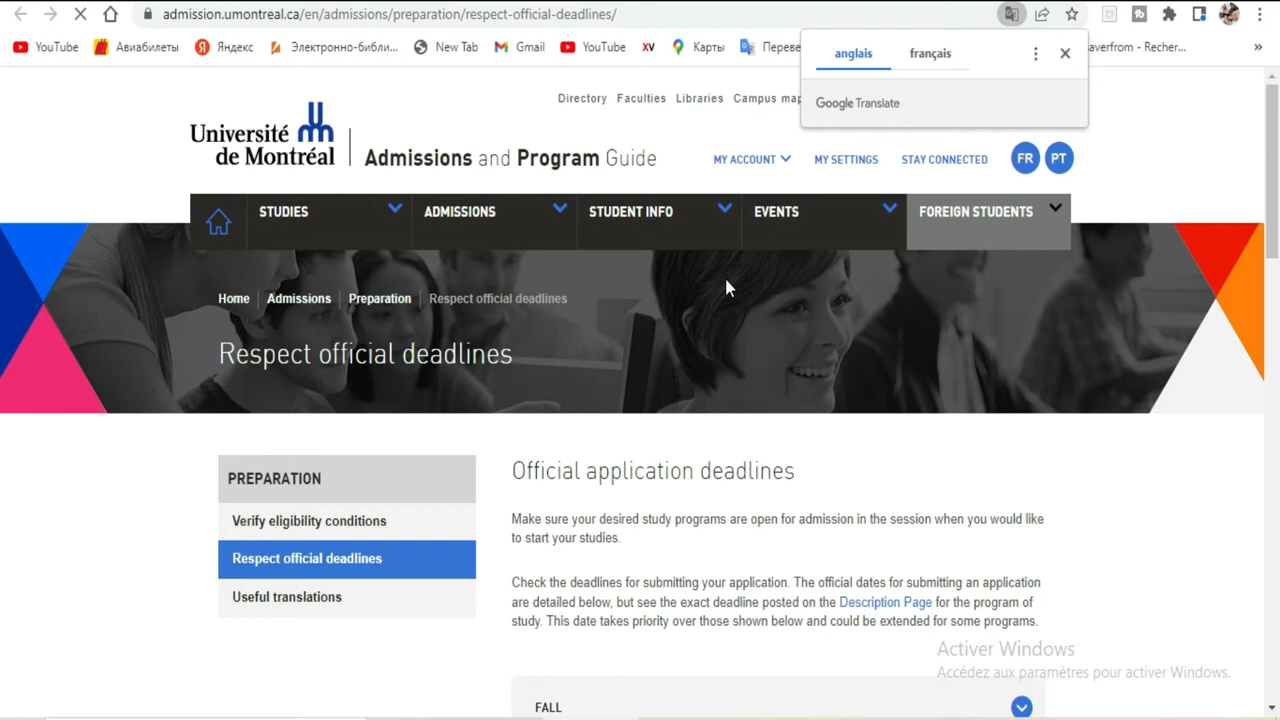 admission.umontreal.ca/en/admissions/preparation/respect-official-deadlines/
YouTube Авиабилеты Яндекс Электронно-библи... New Tab Gmail YouTube XV Карты Переве averfrom - Recher... »
anglais français
Google Translate
Directory Faculties Libraries Campus map
Université
de Montréal
Admissions and Program Guide
MY ACCOUNT MY SETTINGS STAY CONNECTED FR PT
STUDIES ADMISSIONS STUDENT INFO EVENTS FOREIGN STUDENTS
Home Admissions Preparation Respect official deadlines
Respect official deadlines
PREPARATION
Verify eligibility conditions
Respect official deadlines
Useful translations
Official application deadlines
Make sure your desired study programs are open for admission in the session when you would like
to start your studies.
Check the deadlines for submitting your application. The official dates for submitting an application
are detailed below, but see the exact deadline posted on the Description Page for the program of
study. This date takes priority over those shown below and could be extended for some programs.
Activer Windows
Accédez aux paramètres pour activer Windows.
FALL